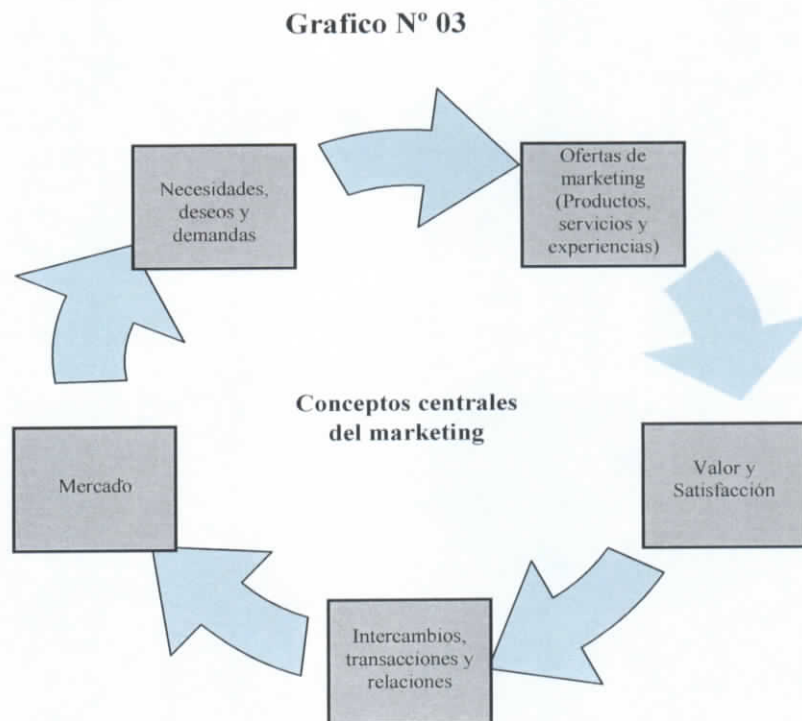 Grafico Nº 03
Necesidades,
deseos y
demandas
Ofertas de
marketing
(Productos,
servicios y
experiencias)
Conceptos centrales
del marketing
Mercado
Valor y
Satisfacción
Intercambios,
transacciones y
relaciones